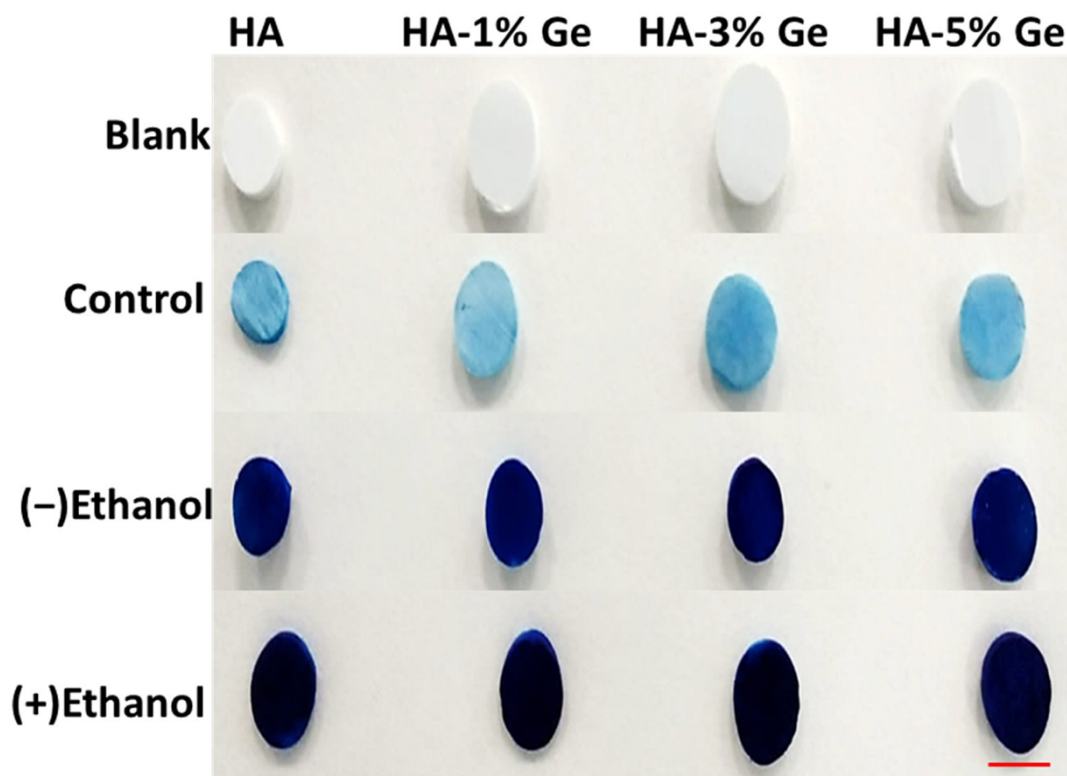 HA HA-1% Ge HA-3% Ge HA-5% Ge
Blank
Control
(−)Ethanol
(+)Ethanol